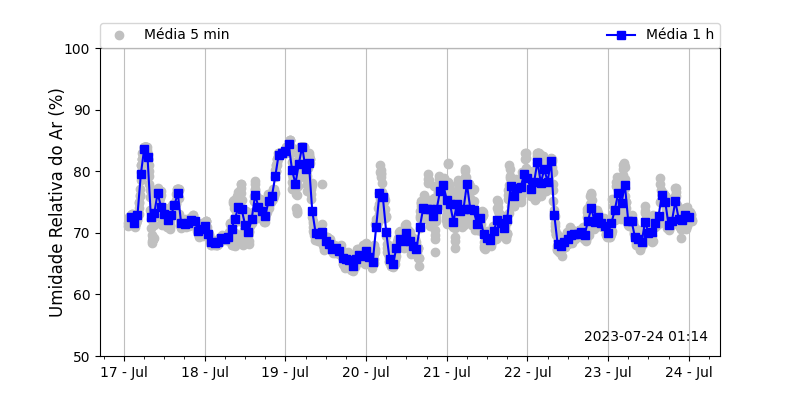 Média 5 min
Média 1 h
Umidade Relativa do Ar (%)
100
90
80
70
60
50
2023-07-24 01:14
17 - Jul
18 - Jul
19 - Jul
20 - Jul
21 - Jul
22 - Jul
23 - Jul
24 - Jul